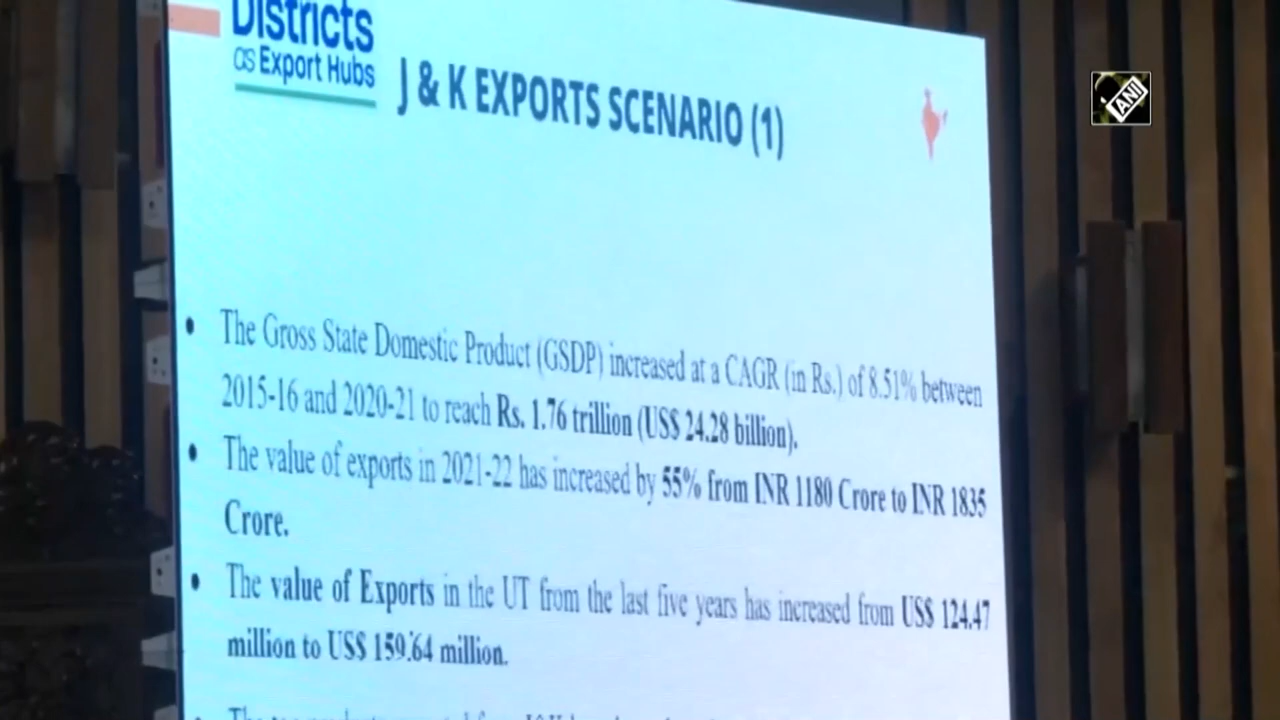 Districts
as Export Hubs
J & K EXPORTS SCENARIO (1)
ANI
• The Gross State Domestic Product (GSDP) increased at a CAGR (in Rs.) of 8.51% between
2015-16 and 2020-21 to reach Rs. 1.76 trillion (US$ 24.28 billion).
• The value of exports in 2021-22 has increased by 55% from INR 1180 Crore to INR 1835
Crore.
• The value of Exports in the UT from the last five years has increased from US$ 124.47
million to US$ 159.64 million.